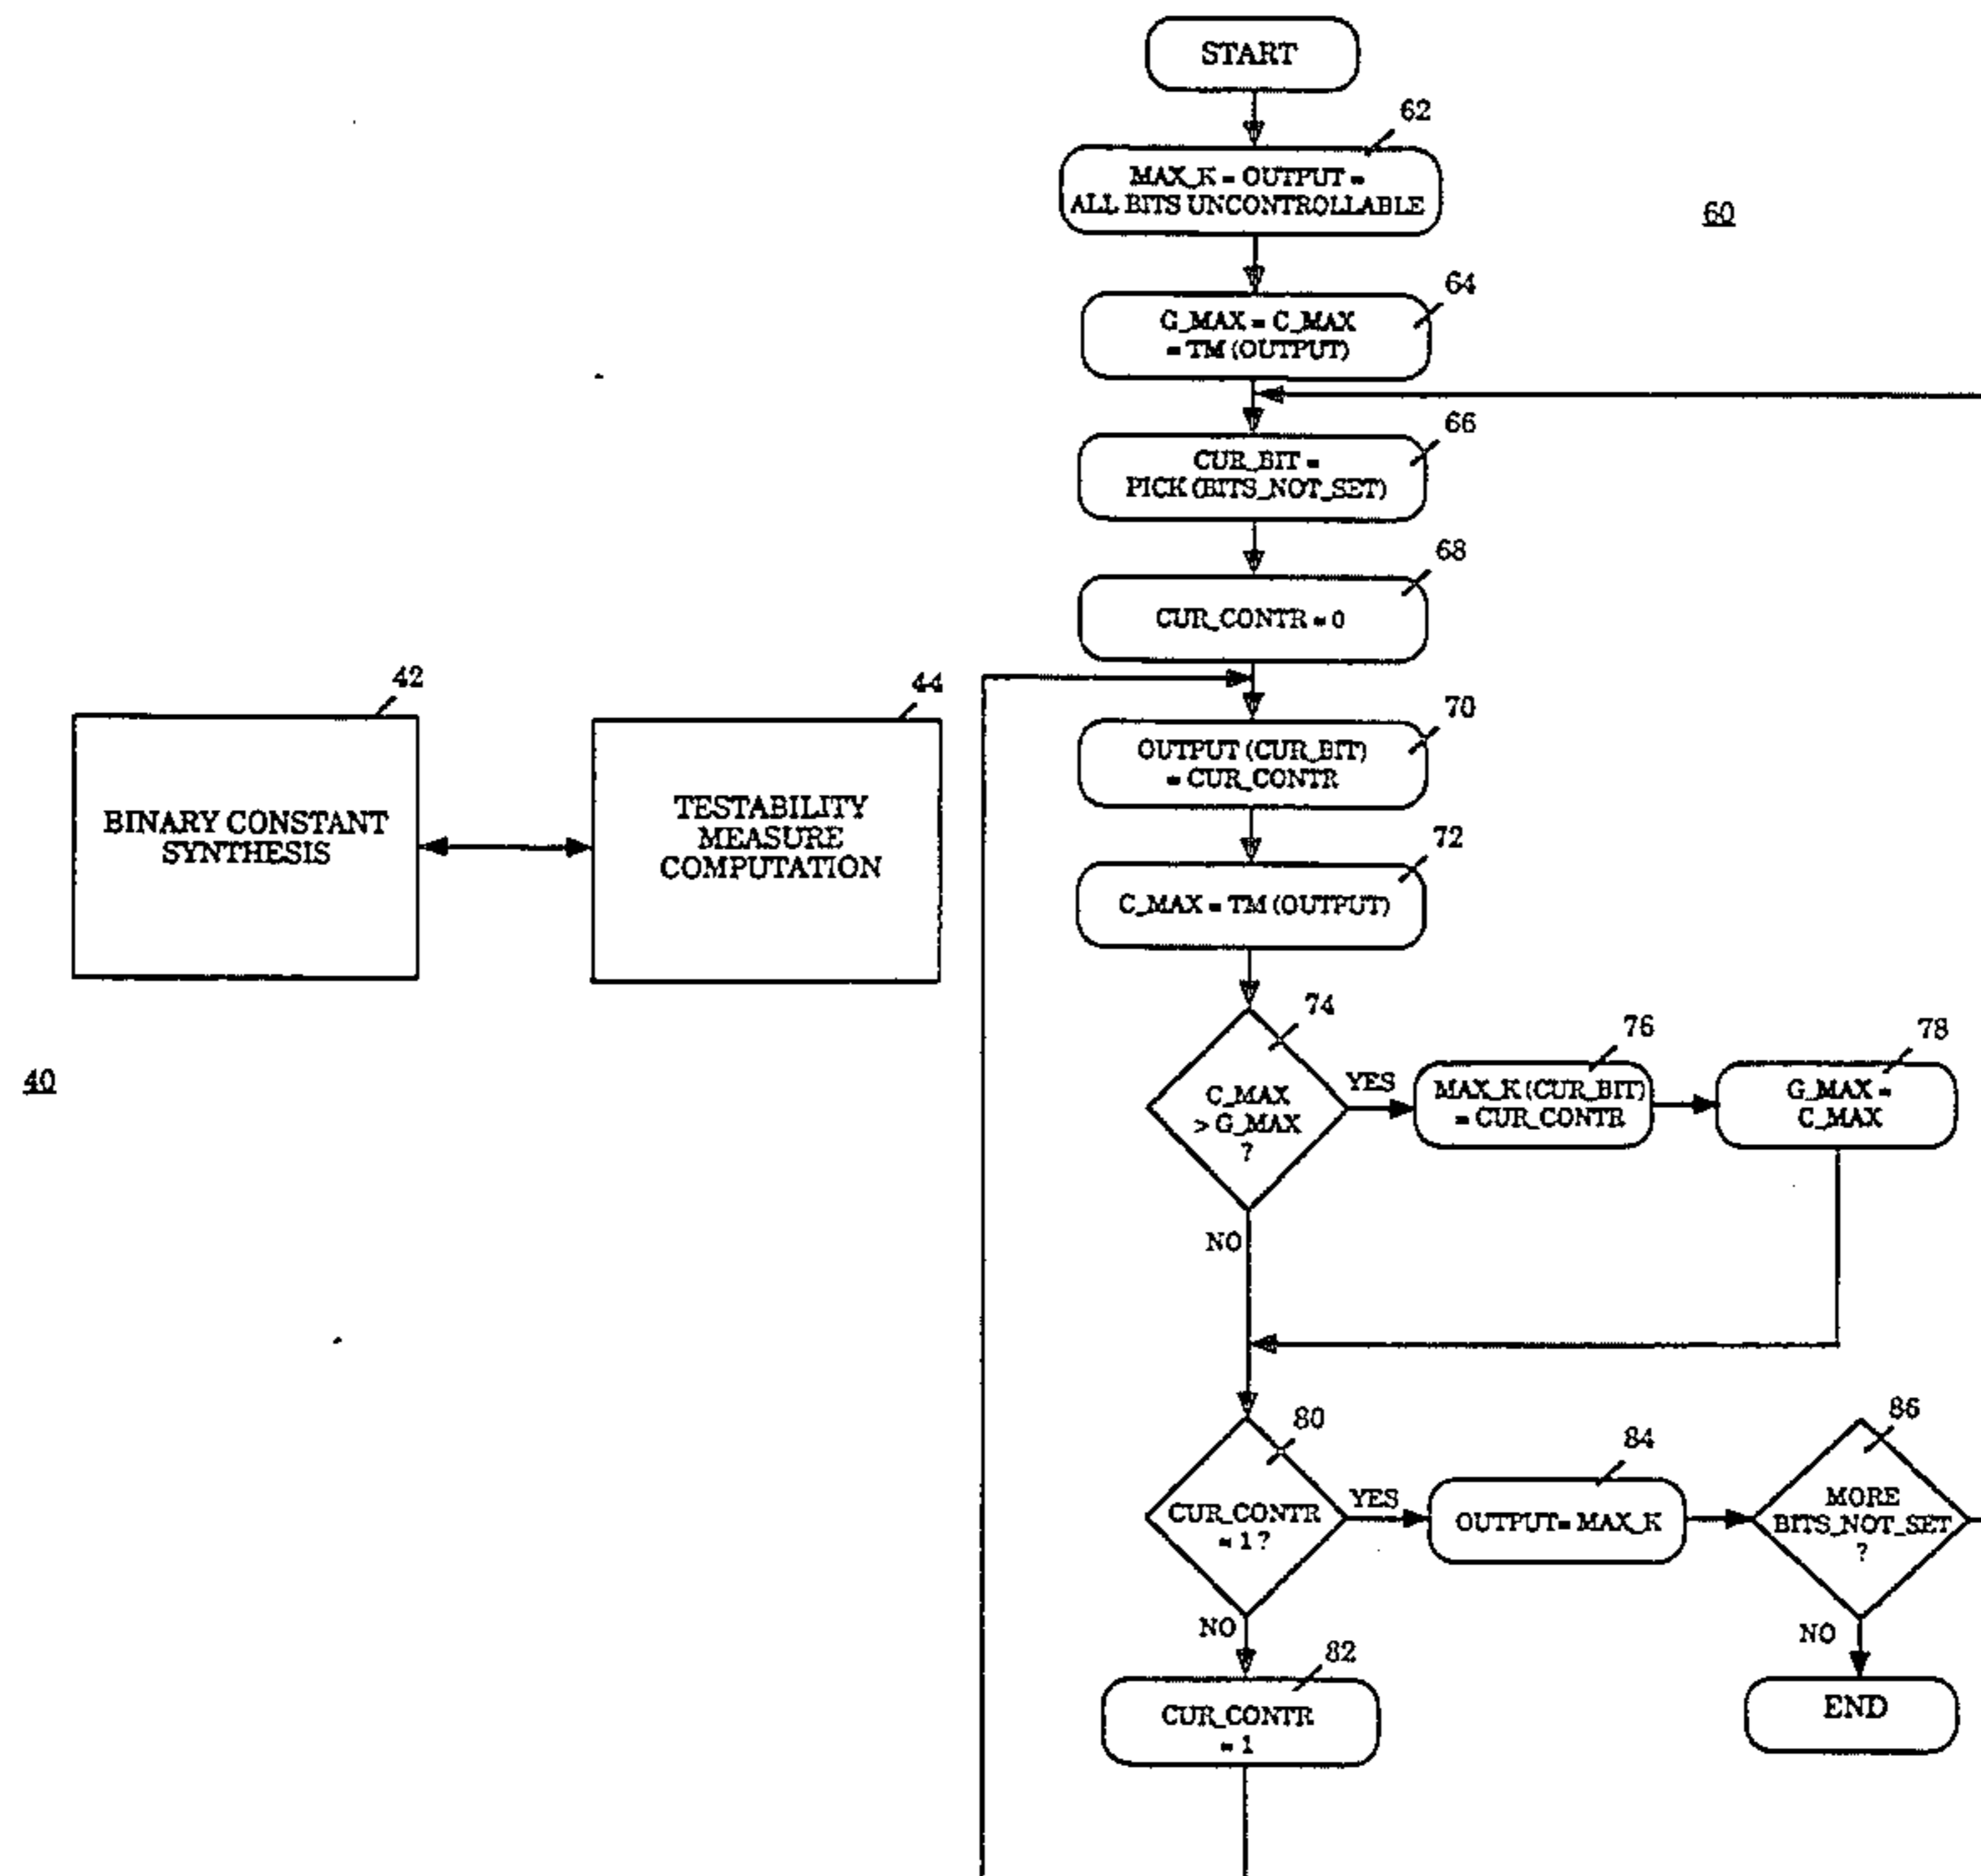 START
62
MAX_K = OUTPUT =
ALL BITS UNCONTROLLABLE
60
64
G_MAX = C_MAX
= TM (OUTPUT)
66
CUR_BIT =
PICK (BITS_NOT_SET)
68
CUR_CONTR = 0
42
44
BINARY CONSTANT
SYNTHESIS
TESTABILITY
MEASURE
COMPUTATION
40
70
OUTPUT (CUR_BIT)
= CUR_CONTR
72
C_MAX = TM (OUTPUT)
74
C_MAX
> G_MAX
?
YES
NO
76
MAX_K (CUR_BIT)
= CUR_CONTR
78
G_MAX =
C_MAX
80
CUR_CONTR
= 1 ?
YES
NO
84
OUTPUT= MAX_K
86
MORE
BITS_NOT_SET
?
NO
82
CUR_CONTR
= 1
END